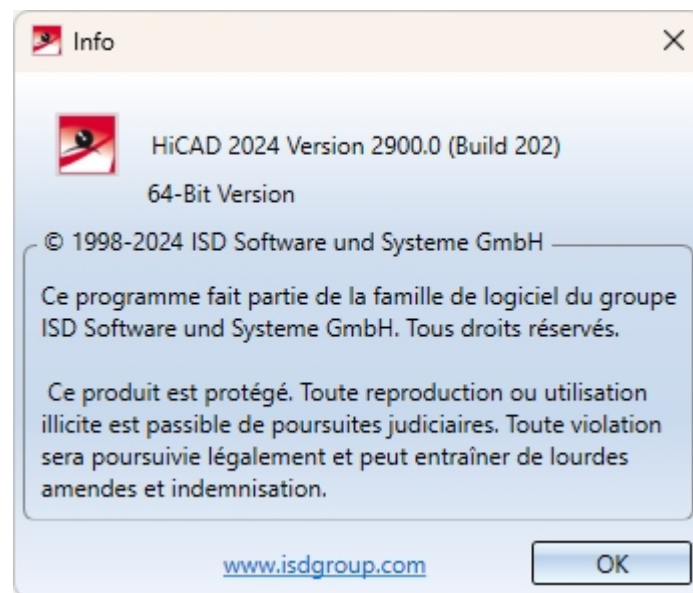 Info
HiCAD 2024 Version 2900.0 (Build 202)
64-Bit Version
© 1998-2024 ISD Software und Systeme GmbH
Ce programme fait partie de la famille de logiciel du groupe
ISD Software und Systeme GmbH. Tous droits réservés.
Ce produit est protégé. Toute reproduction ou utilisation
illicite est passible de poursuites judiciaires. Toute violation
sera poursuivie légalement et peut entraîner de lourdes
amendes et indemnisation.
www.isdgroup.com
OK